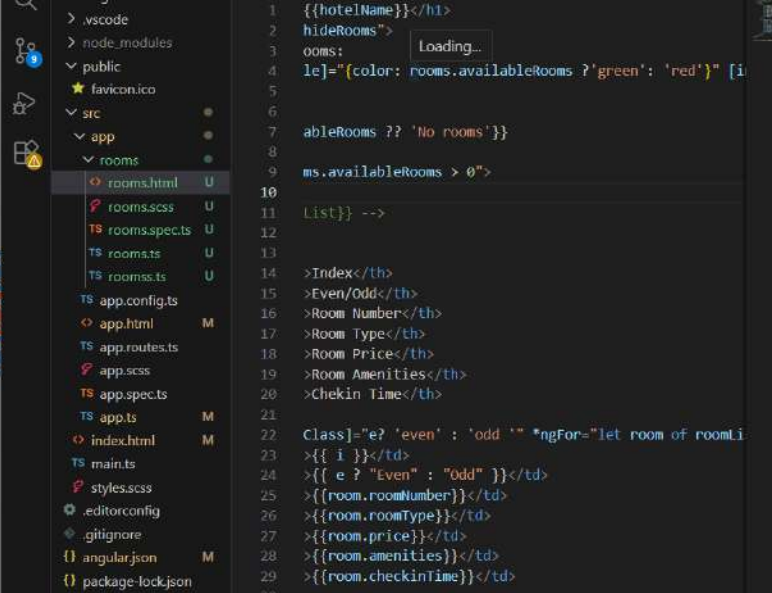 .vscode
node_modules
public
favicon.ico
src
app
rooms
rooms.html U
rooms.scss U
rooms.spec.ts U
rooms.ts U
roomss.ts U
app.config.ts
app.html M
app.routes.ts
app.scss
app.spec.ts
app.ts M
index.html M
main.ts
styles.scss
.editorconfig
.gitignore
angular.json M
package-lock.json
9
1 {{hotelName}}</h1>
2 hideRooms">
3 ooms:
Loading...
4 le]="{color: rooms.availableRooms ?'green': 'red'}" [i
5
6
7 ableRooms ?? 'No rooms'}}
8
9 ms.availableRooms > 0">
10
11 List}} -->
12
13
14 >Index</th>
15 >Even/Odd</th>
16 >Room Number</th>
17 >Room Type</th>
18 >Room Price</th>
19 >Room Amenities</th>
20 >Chekin Time</th>
21
22 Class]="e? 'even' : 'odd '" *ngFor="let room of roomLi
23 >{{ i }}</td>
24 >{{ e ? "Even" : "Odd" }}</td>
25 >{{room.roomNumber}}</td>
26 >{{room.roomType}}</td>
27 >{{room.price}}</td>
28 >{{room.amenities}}</td>
29 >{{room.checkinTime}}</td>